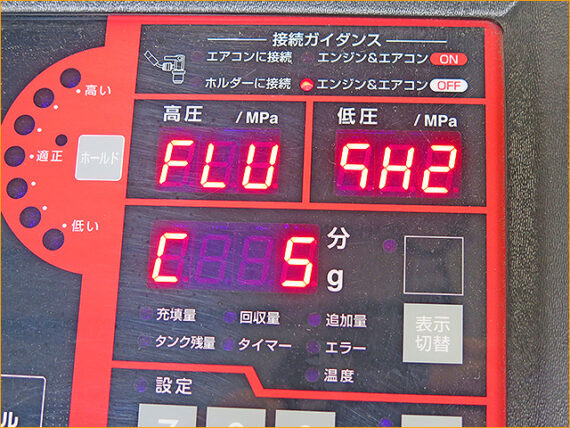 接続ガイダンス
エアコンに接続 エンジン&エアコン ON
ホルダーに接続 エンジン&エアコン OFF
高圧 /MPa 低圧 /MPa
FLU SH2
高い
適正
低い
ホールド
C 5 分
g
充填量 回収量 追加量
タンク残量 タイマー エラー
温度
表示
切替
設定
ル